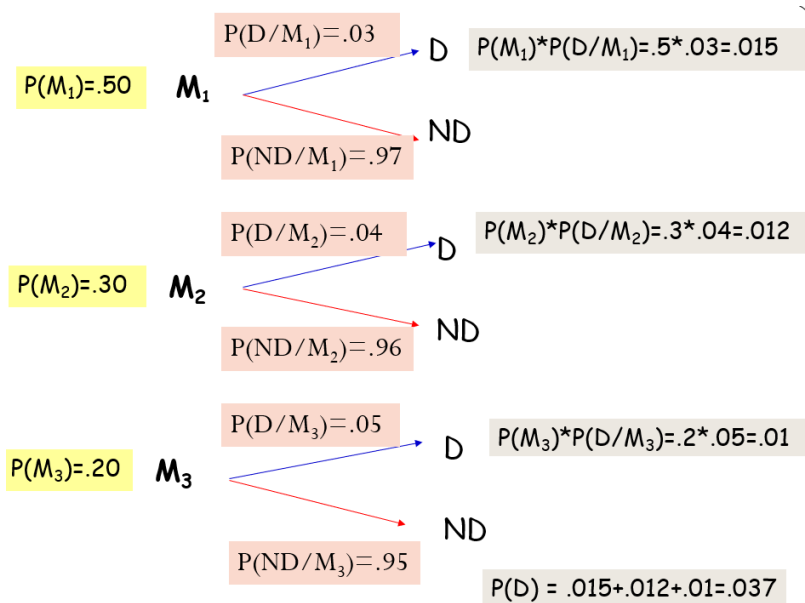 P(D/M₁)=.03
D P(M₁)*P(D/M₁)=.5*.03=.015
P(M₁)=.50 M₁
ND
P(ND/M₁)=.97
P(D/M₂)=.04
D P(M₂)*P(D/M₂)=.3*.04=.012
P(M₂)=.30 M₂
ND
P(ND/M₂)=.96
P(D/M₃)=.05
D P(M₃)*P(D/M₃)=.2*.05=.01
P(M₃)=.20 M₃
ND
P(ND/M₃)=.95
P(D) = .015+.012+.01=.037